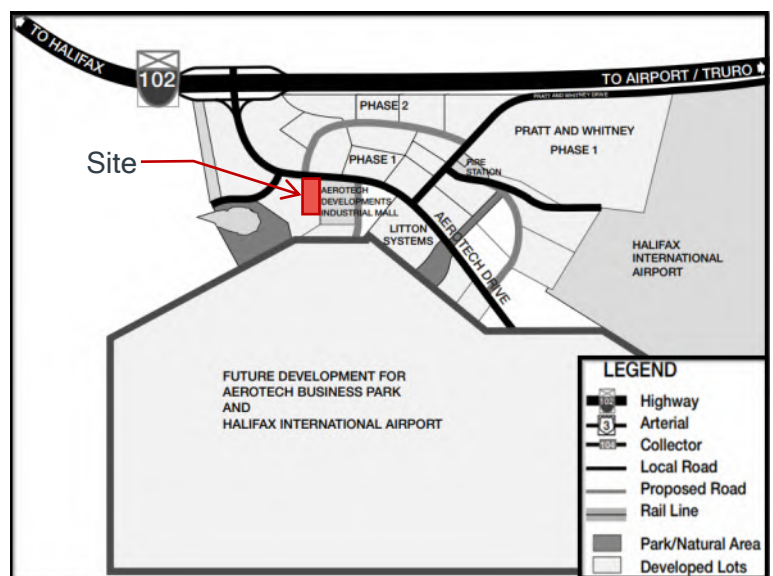 TO HALIFAX
102
TO AIRPORT / TRURO
PRATT AND WHITNEY DRIVE
PHASE 2
PRATT AND WHITNEY
PHASE 1
Site
PHASE 1
FIRE
STATION
AEROTECH
DEVELOPMENTS
INDUSTRIAL MALL
LITTON
SYSTEMS
AEROTECH DRIVE
HALIFAX
INTERNATIONAL
AIRPORT
FUTURE DEVELOPMENT FOR
AEROTECH BUSINESS PARK
AND
HALIFAX INTERNATIONAL AIRPORT
LEGEND
102 Highway
3 Arterial
104 Collector
Local Road
Proposed Road
Rail Line
Park/Natural Area
Developed Lots